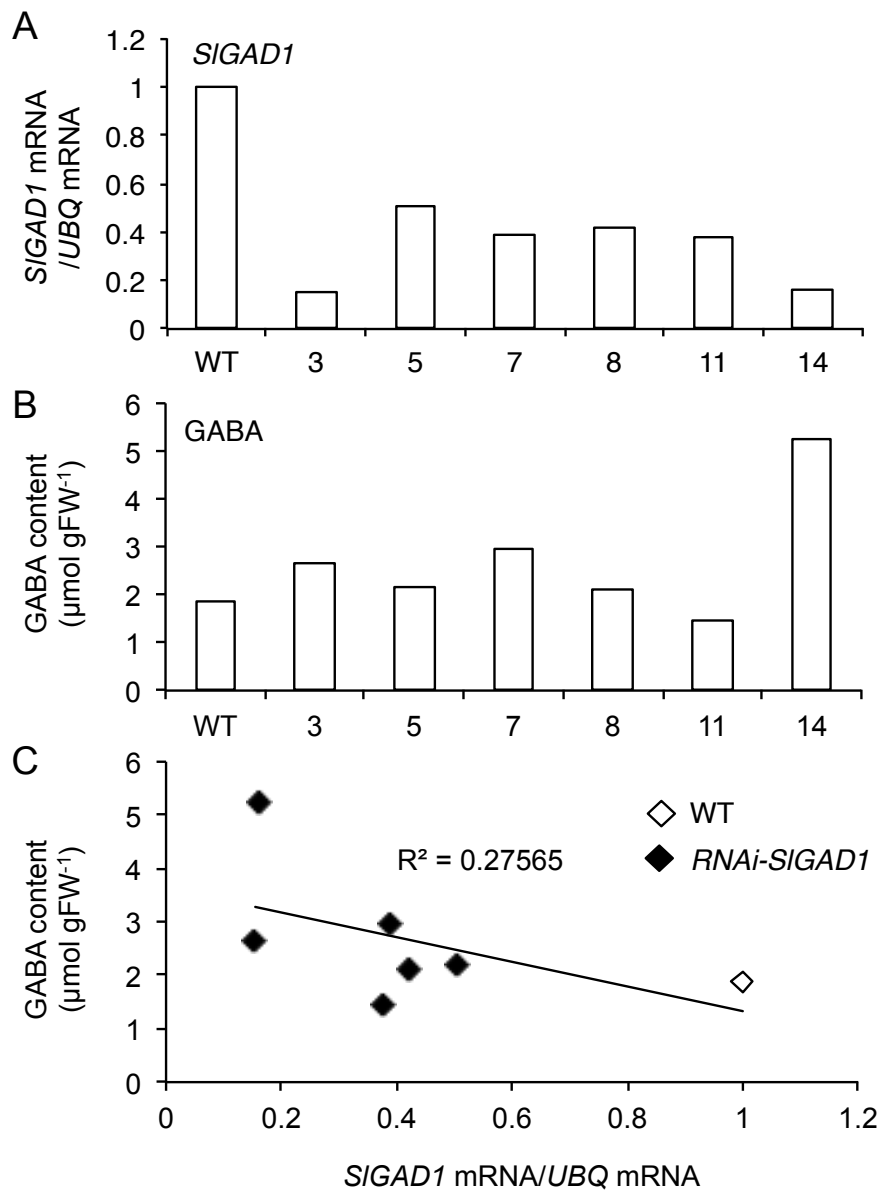 A
SlGAD1
SlGAD1 mRNA
/UBQ mRNA
1.2
1
0.8
0.6
0.4
0.2
0
WT 3 5 7 8 11 14
B
GABA
GABA content
(µmol gFW⁻¹)
6
5
4
3
2
1
0
WT 3 5 7 8 11 14
C
GABA content
(µmol gFW⁻¹)
6
5
4
3
2
1
0
WT
R² = 0.27565
RNAi-SlGAD1
0 0.2 0.4 0.6 0.8 1 1.2
SlGAD1 mRNA/UBQ mRNA